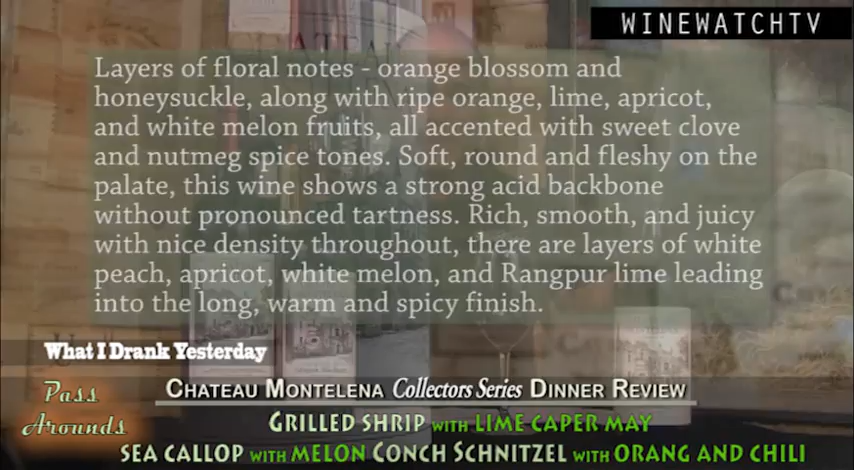 WINEWATCHTV
Layers of floral notes - orange blossom and
honeysuckle, along with ripe orange, lime, apricot,
and white melon fruits, all accented with sweet clove
and nutmeg spice tones. Soft, round and fleshy on the
palate, this wine shows a strong acid backbone
without pronounced tartness. Rich, smooth, and juicy
with nice density throughout, there are layers of white
peach, apricot, white melon, and Rangpur lime leading
into the long, warm and spicy finish.
What I Drank Yesterday
Pass
Arounds
CHATEAU MONTELENA Collectors Series DINNER REVIEW
GRILLED SHRIP WITH LIME CAPER MAY
SEA CALLOP WITH MELON CONCH SCHNITZEL WITH ORANG AND CHILI